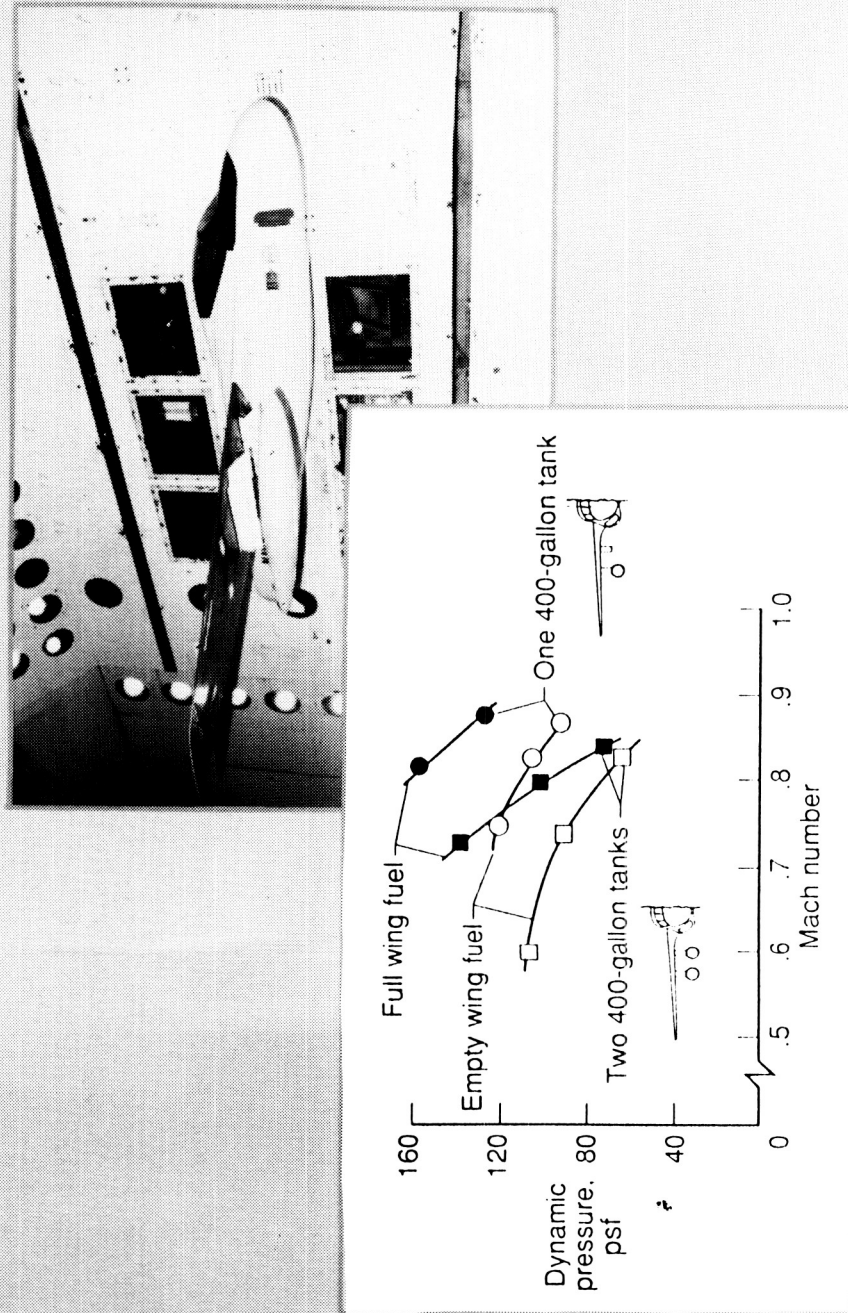 Full wing fuel
Empty wing fuel
One 400-gallon tank
Two 400-gallon tanks
160
120
80
40
0
.5
.6
.7
.8
.9
1.0
Dynamic
pressure,
psf
Mach number